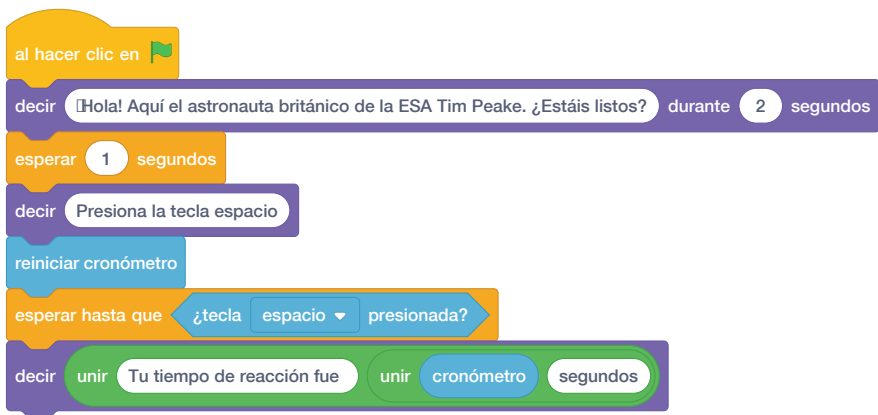 al hacer clic en
decir ¡Hola! Aquí el astronauta británico de la ESA Tim Peake. ¿Estáis listos? durante 2 segundos
esperar 1 segundos
decir Presiona la tecla espacio
reiniciar cronómetro
esperar hasta que ¿tecla espacio presionada?
decir unir Tu tiempo de reacción fue unir cronómetro segundos